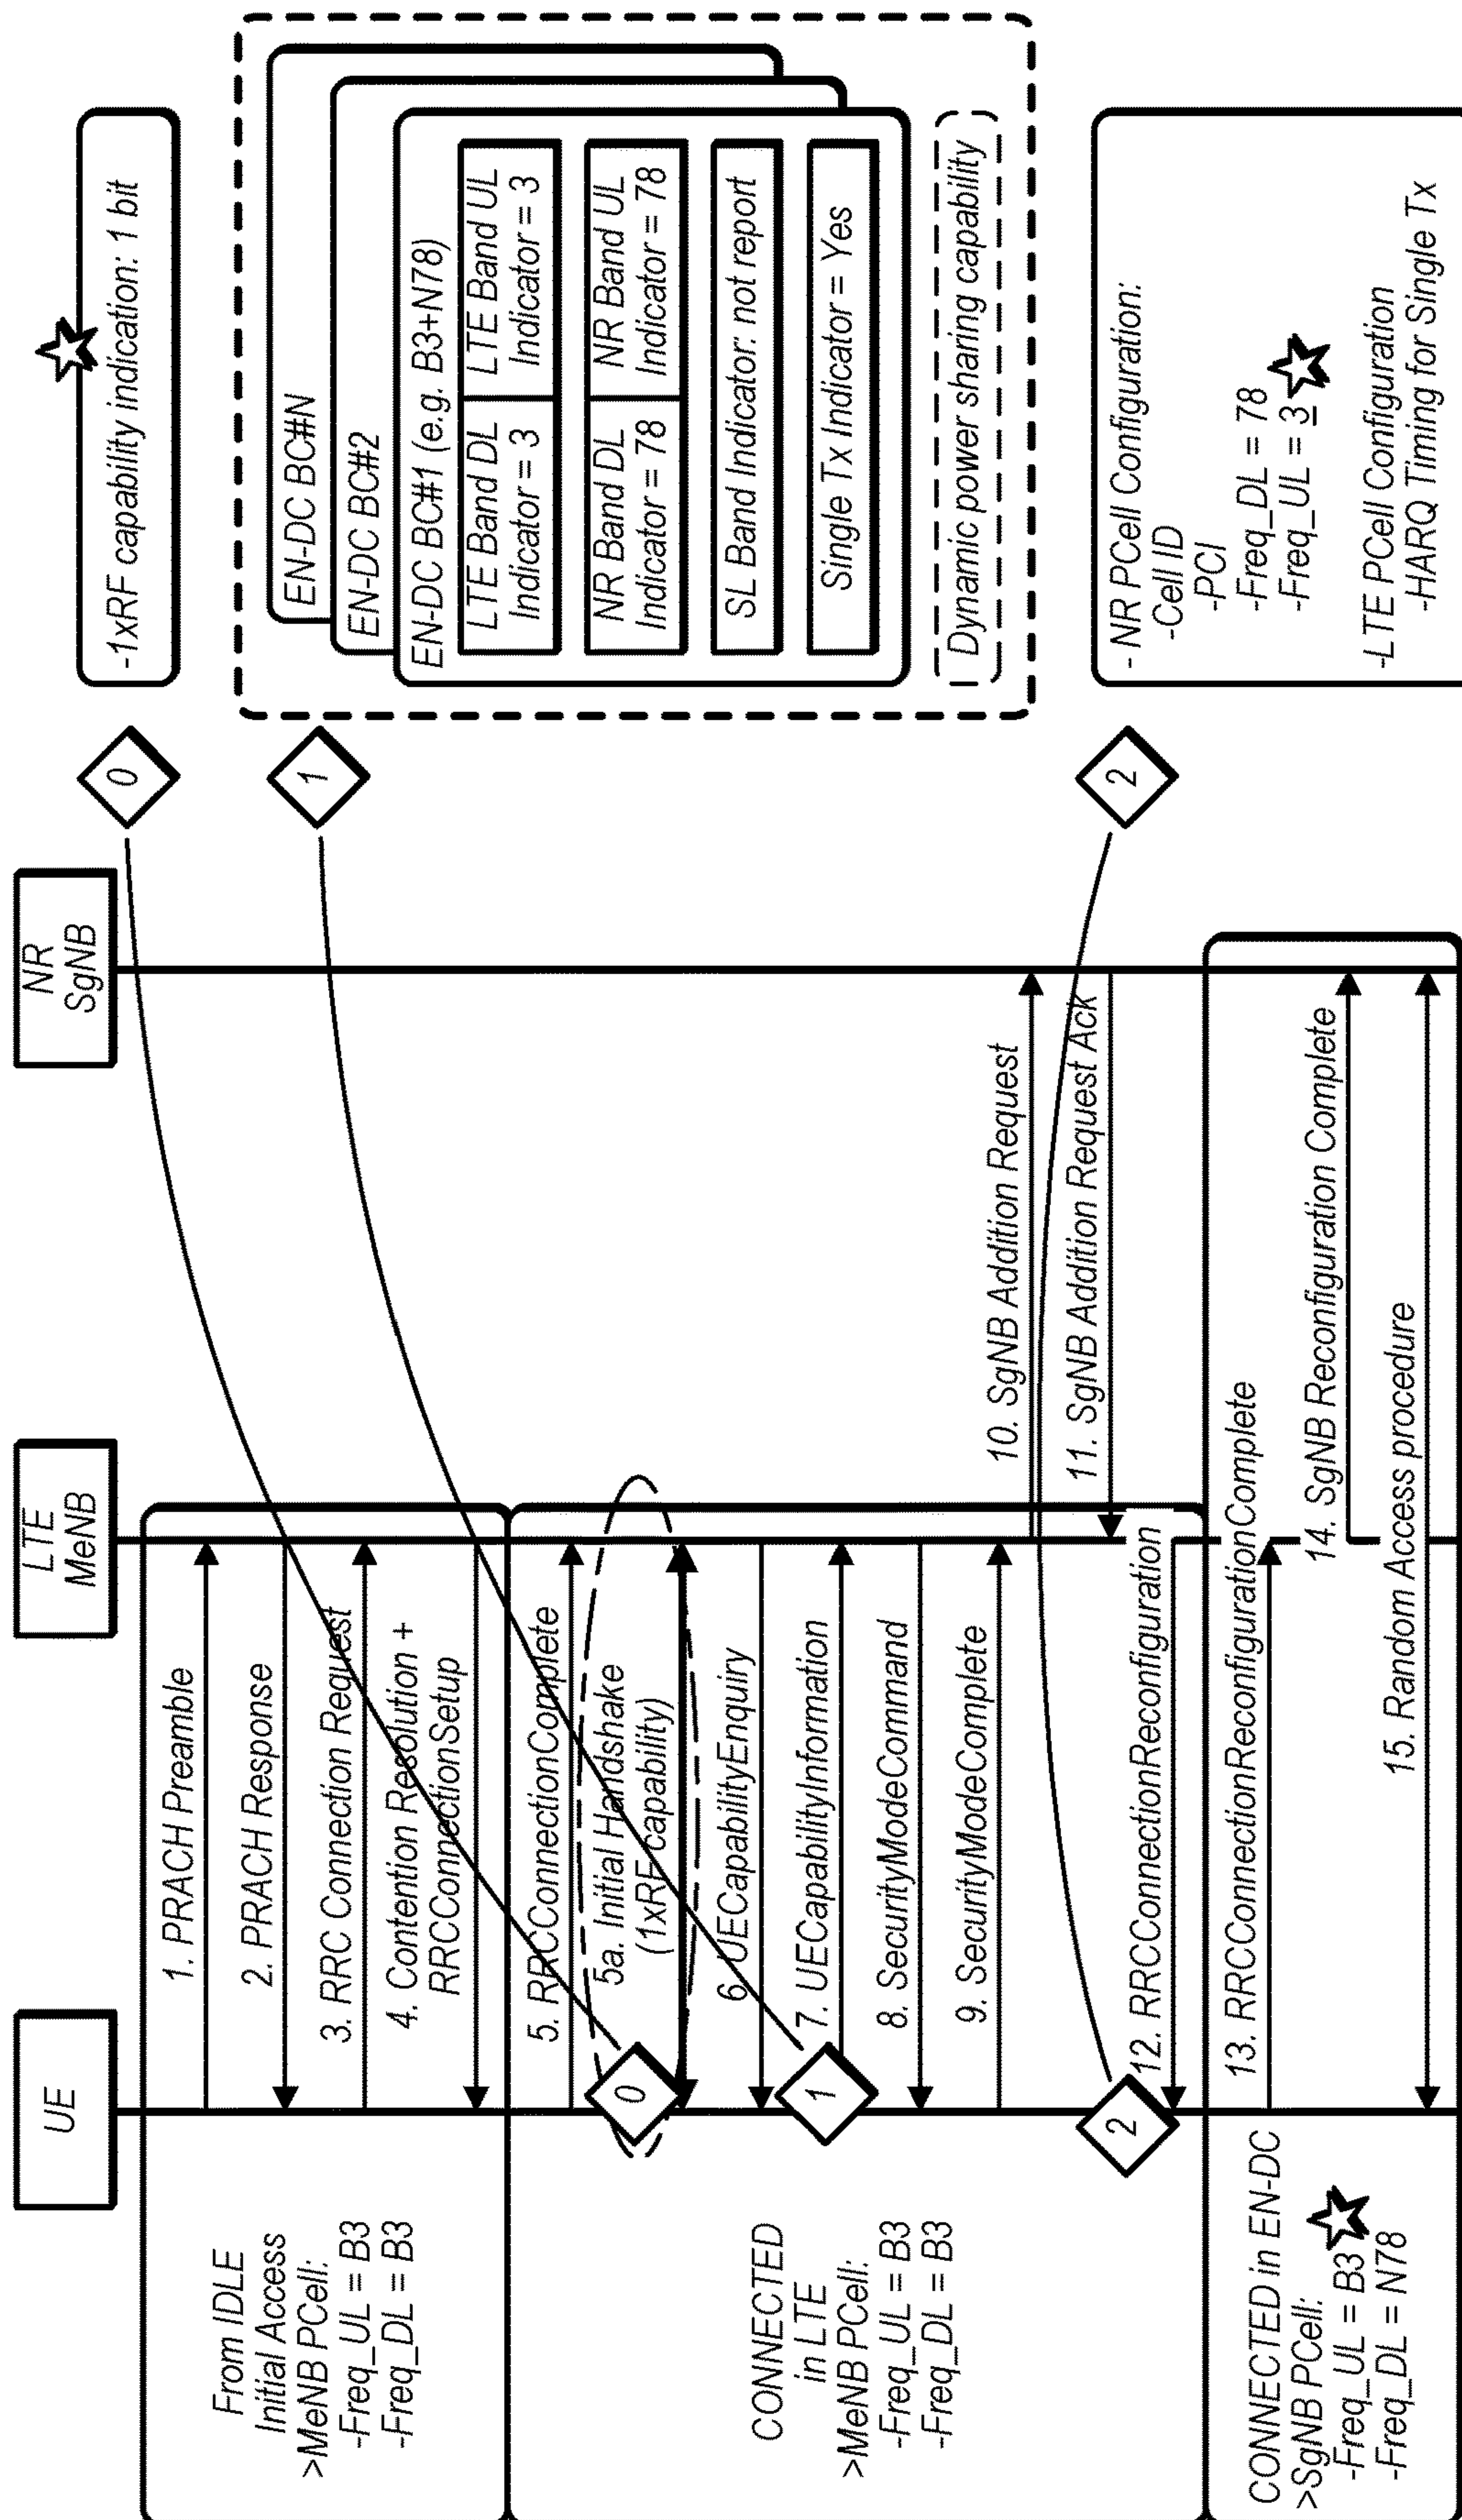 UE
LTE
MeNB
NR
SgNB
From IDLE
Initial Access
>MeNB PCell:
-Freq_UL = B3
-Freq_DL = B3
1. PRACH Preamble
2. PRACH Response
3. RRC Connection Request
4. Contention Resolution +
RRCConnectionSetup
CONNECTED
in LTE
>MeNB PCell:
-Freq_UL = B3
-Freq_DL = B3
5. RRCConnectionComplete
5a. Initial Handshake
(1xRF capability)
0
6. UECapabilityEnquiry
1
7. UECapabilityInformation
8. SecurityModeCommand
9. SecurityModeComplete
10. SgNB Addition Request
11. SgNB Addition Request Ack
2
12. RRCConnectionReconfiguration
CONNECTED in EN-DC
>SgNB PCell:
-Freq_UL = B3
-Freq_DL = N78
13. RRCConnectionReconfigurationComplete
14. SgNB Reconfiguration Complete
15. Random Access procedure
0
-1xRF capability indication: 1 bit
1
EN-DC BC#N
EN-DC BC#2
EN-DC BC#1 (e.g. B3+N78)
LTE Band DL
Indicator = 3
LTE Band UL
Indicator = 3
NR Band DL
Indicator = 78
NR Band UL
Indicator = 78
SL Band Indicator: not report
Single Tx Indicator = Yes
Dynamic power sharing capability
2
- NR PCell Configuration:
-Cell ID
-PCI
-Freq_DL = 78
-Freq_UL = 3
-LTE PCell Configuration
-HARQ Timing for Single Tx